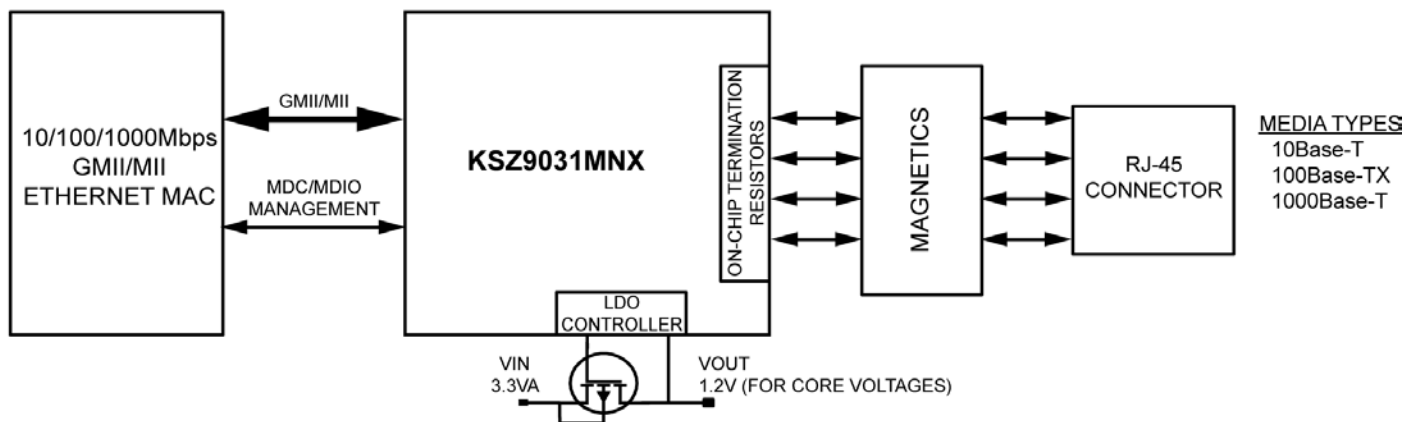 10/100/1000Mbps
GMII/MII
ETHERNET MAC
GMII/MII
MDC/MDIO
MANAGEMENT
KSZ9031MNX
ON-CHIP TERMINATION
RESISTORS
LDO
CONTROLLER
VIN
3.3VA
VOUT
1.2V (FOR CORE VOLTAGES)
MAGNETICS
RJ-45
CONNECTOR
MEDIA TYPES
10Base-T
100Base-TX
1000Base-T